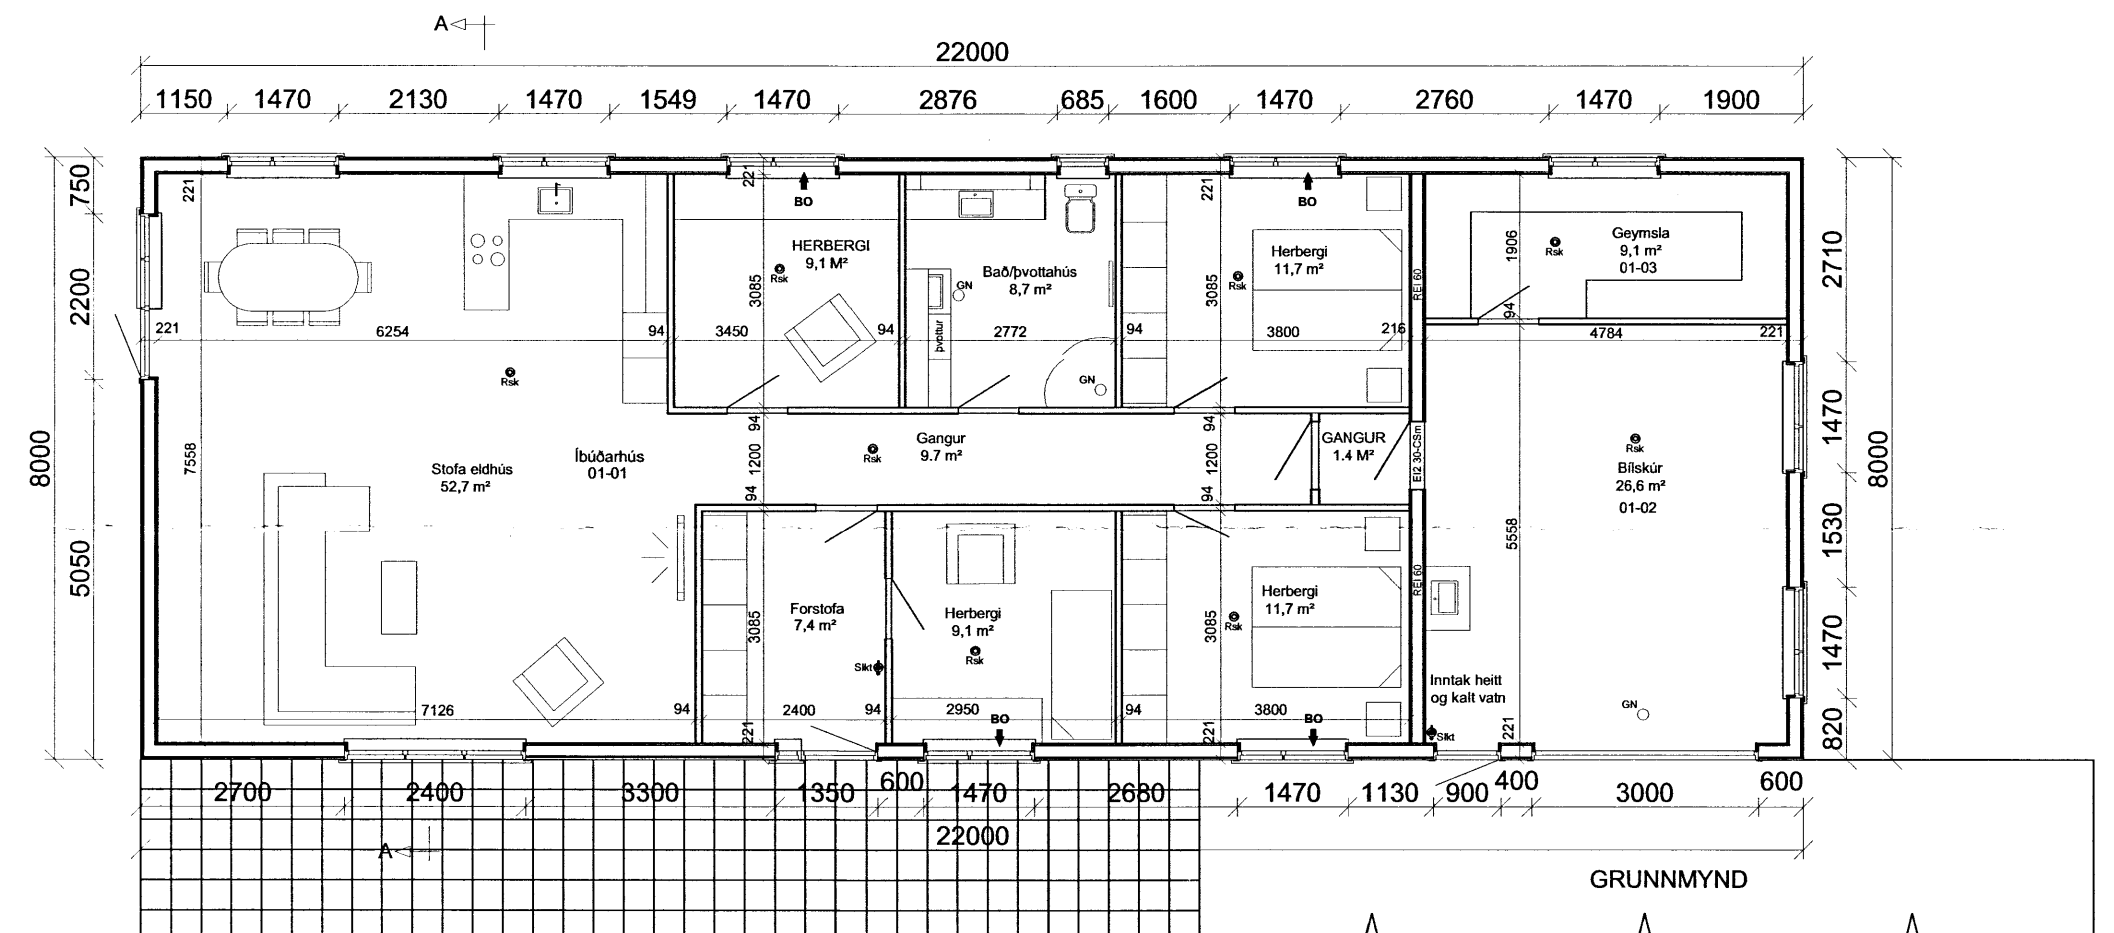 A
22000
1150 1470 2130 1470 1549 1470 2876 685 1600 1470 2760 1470 1900
750
2200
5050
8000
2710
1470
1530
1470
820
8000
221
221
221
BO
BO
HERBERGI
9,1 M²
Rsk
3085
3450
94
Bað/þvottahús
8,7 m²
GN
þvottur
2772
GN
94
Herbergi
11,7 m²
Rsk
3085
3800
216
REI 60
Geymsla
9,1 m²
01-03
Rsk
1906
94
4784
221
221
6254
94
Rsk
7558
Íbúðarhús
01-01
Stofa eldhús
52,7 m²
94
1200
94
Rsk
Gangur
9.7 m²
94
1200
94
GANGUR
1.4 M²
EI2 30-CSm
Rsk
Bílskúr
26,6 m²
01-02
5558
Forstofa
7,4 m²
3085
Slkt
Herbergi
9,1 m²
Rsk
Herbergi
11,7 m²
Rsk
3085
REI 60
Inntak heitt
og kalt vatn
GN
Slkt
7126
94
2400
94
2950
94
3800
BO
BO
221
221
221
2700 2400 3300 1350 600 1470 2680 1470 1130 900 400 3000 600
22000
A
GRUNNMYND